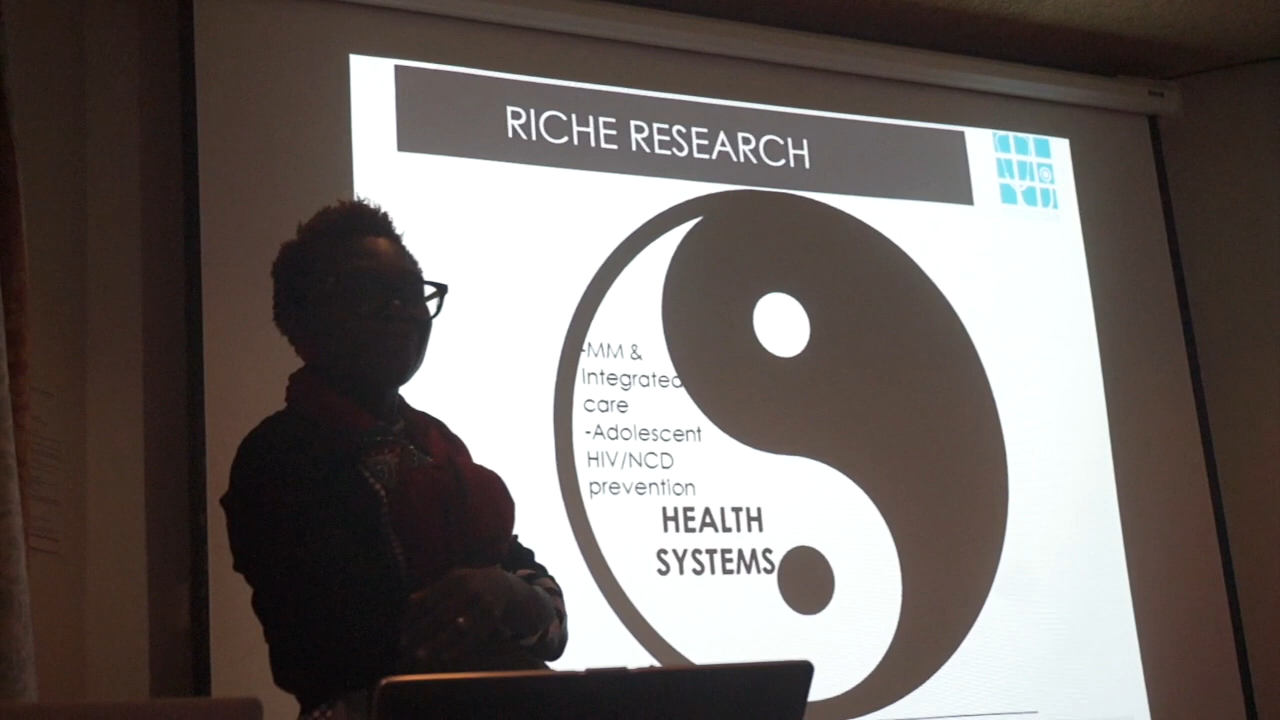 RICHE RESEARCH
-MM &
Integrated
care
-Adolescent
HIV/NCD
prevention
HEALTH
SYSTEMS